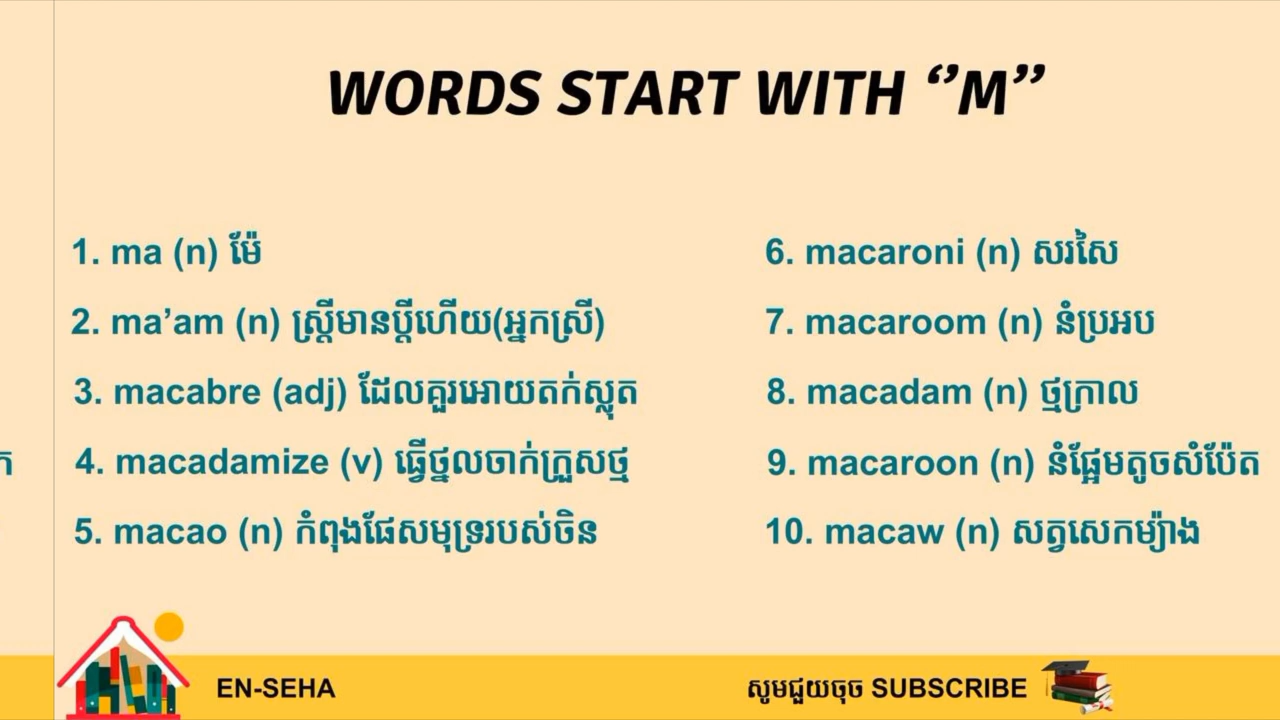 WORDS START WITH “M”
1. ma (n) ម៉ែ
2. ma’am (n) ស្ត្រីមានប្តីហើយ(អ្នកស្រី)
3. macabre (adj) ដែលគួរអោយតក់ស្លុត
4. macadamize (v) ធ្វើថ្នលចាក់ក្រួសថ្ម
5. macao (n) កំពុងផែសមុទ្ររបស់ចិន
6. macaroni (n) សរសៃ
7. macaroom (n) នំប្រអប
8. macadam (n) ថ្មក្រាល
9. macaroon (n) នំផ្អែមតូចសំប៉ែត
10. macaw (n) សត្វសេកម្យ៉ាង
EN-SEHA
សូមជួយចុច SUBSCRIBE